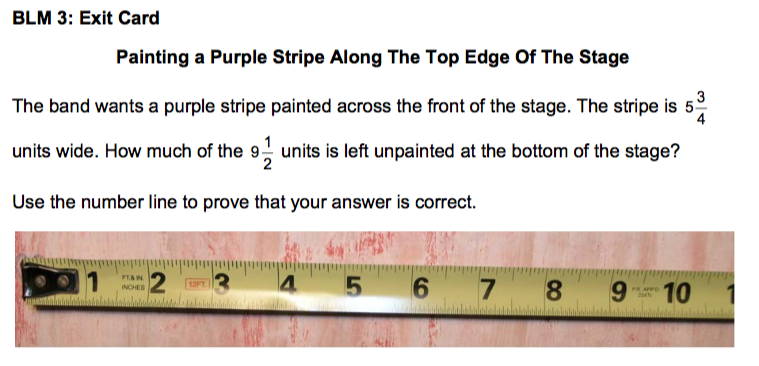 BLM 3: Exit Card
Painting a Purple Stripe Along The Top Edge Of The Stage
The band wants a purple stripe painted across the front of the stage. The stripe is 5 3/4
units wide. How much of the 9 1/2 units is left unpainted at the bottom of the stage?
Use the number line to prove that your answer is correct.
1 FT.& IN. INCHES 2 12FT. 3 4 5 6 7 8 9 10 1